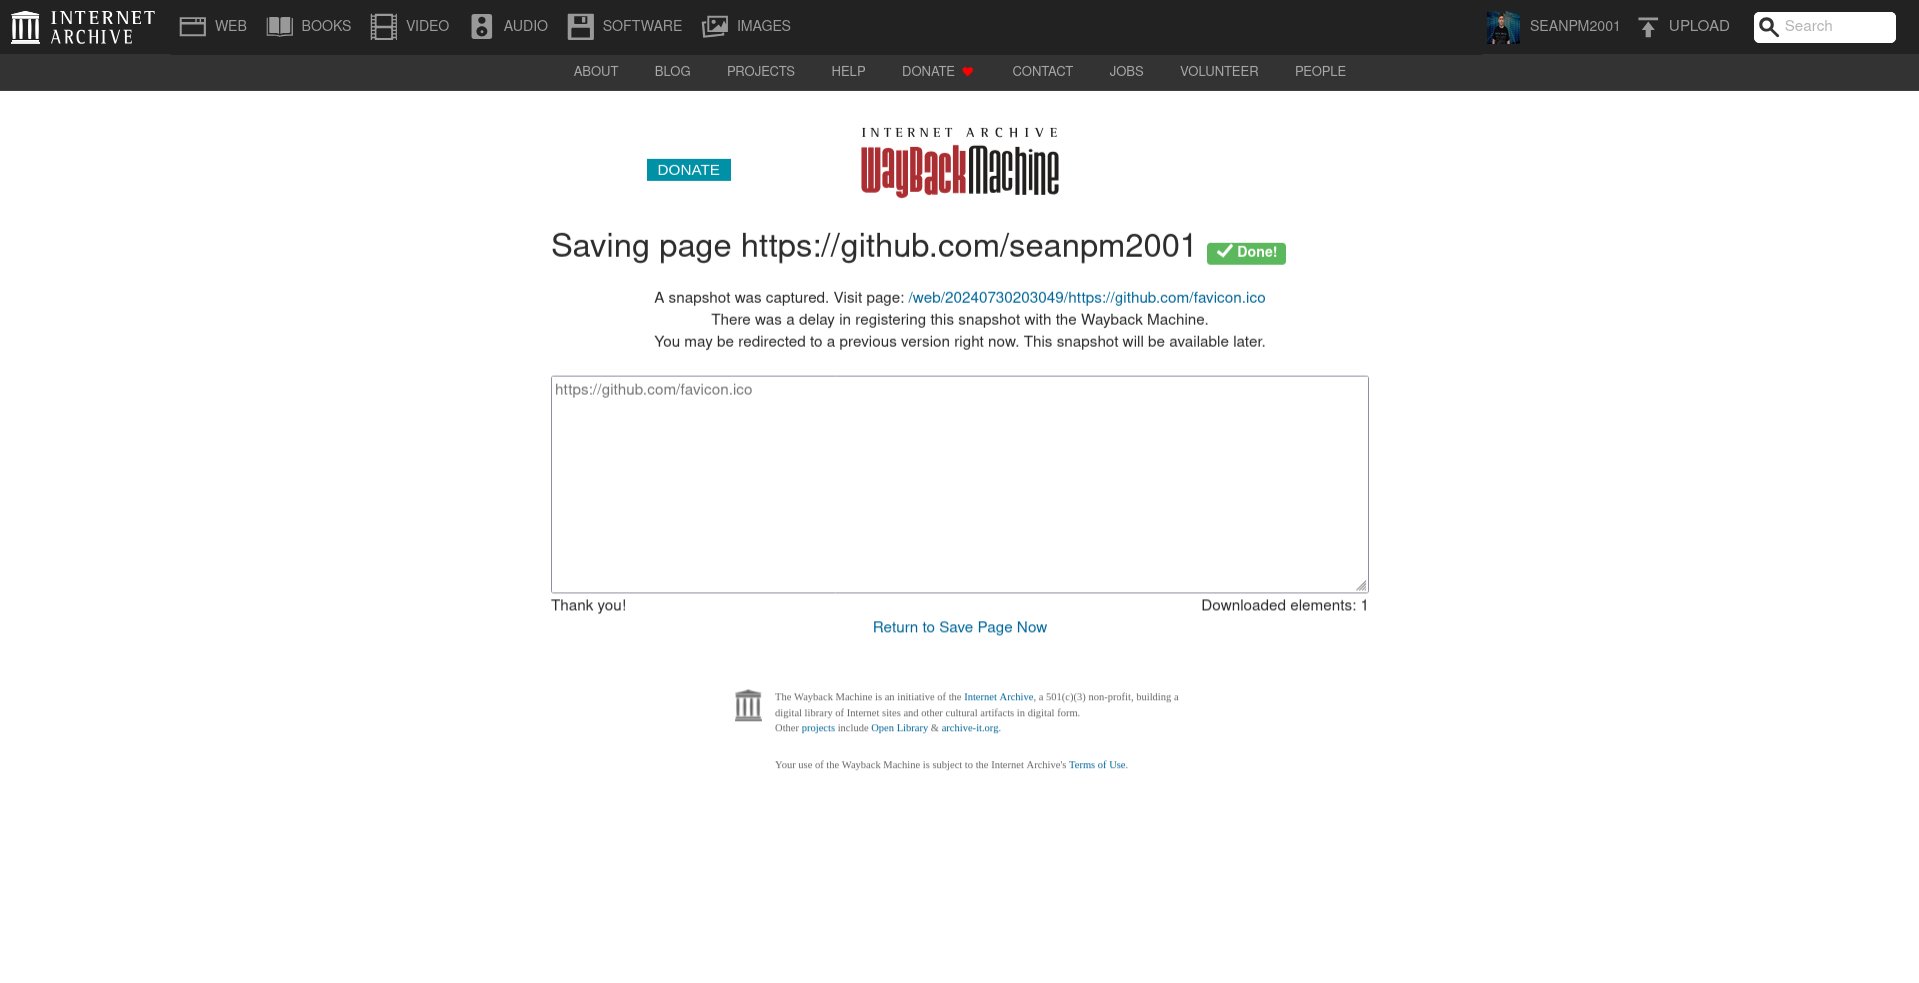 INTERNET ARCHIVE WEB BOOKS VIDEO AUDIO SOFTWARE IMAGES SEANPM2001 UPLOAD Search
ABOUT BLOG PROJECTS HELP DONATE CONTACT JOBS VOLUNTEER PEOPLE
INTERNET ARCHIVE
DONATE WayBackMachine
Saving page https://github.com/seanpm2001 Done!
A snapshot was captured. Visit page: /web/20240730203049/https://github.com/favicon.ico
There was a delay in registering this snapshot with the Wayback Machine.
You may be redirected to a previous version right now. This snapshot will be available later.
https://github.com/favicon.ico
Thank you! Downloaded elements: 1
Return to Save Page Now
The Wayback Machine is an initiative of the Internet Archive, a 501(c)(3) non-profit, building a
digital library of Internet sites and other cultural artifacts in digital form.
Other projects include Open Library & archive-it.org.
Your use of the Wayback Machine is subject to the Internet Archive's Terms of Use.